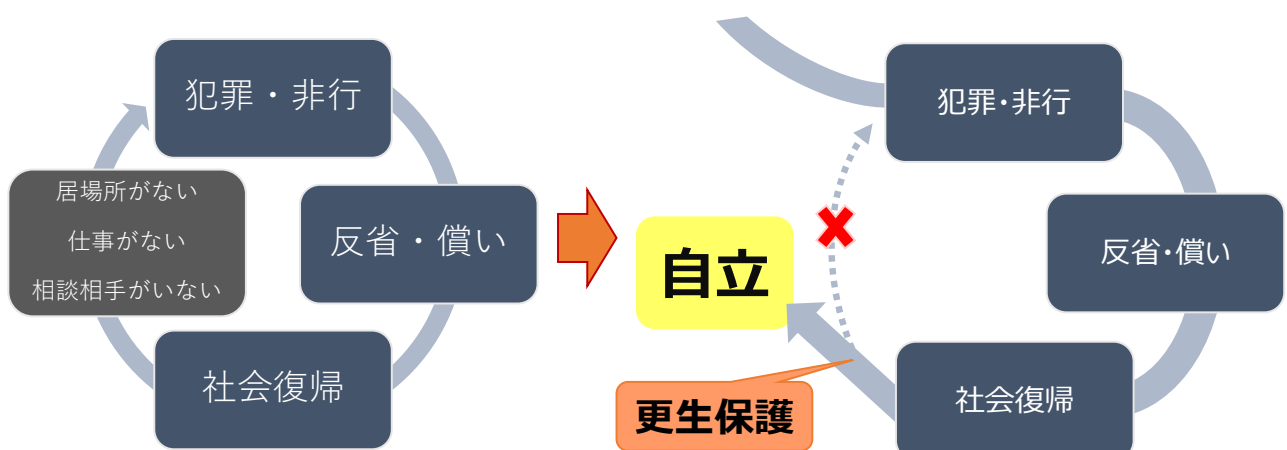 犯罪・非行
反省・償い
社会復帰
居場所がない
仕事がない
相談相手がいない
犯罪・非行
反省・償い
社会復帰
更生保護
自立